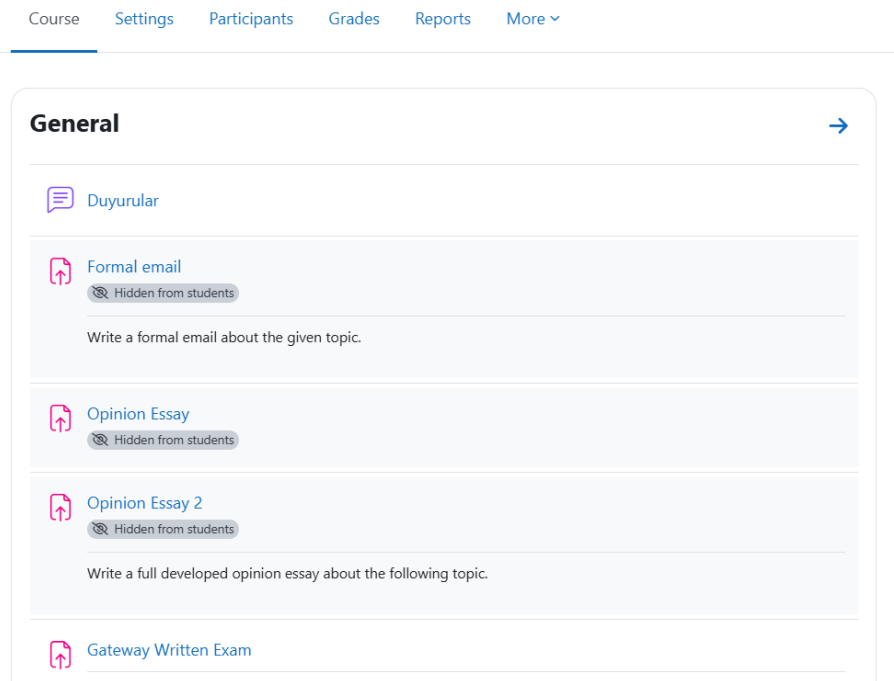 Course Settings Participants Grades Reports More
General
Duyurular
Formal email
Hidden from students
Write a formal email about the given topic.
Opinion Essay
Hidden from students
Opinion Essay 2
Hidden from students
Write a full developed opinion essay about the following topic.
Gateway Written Exam